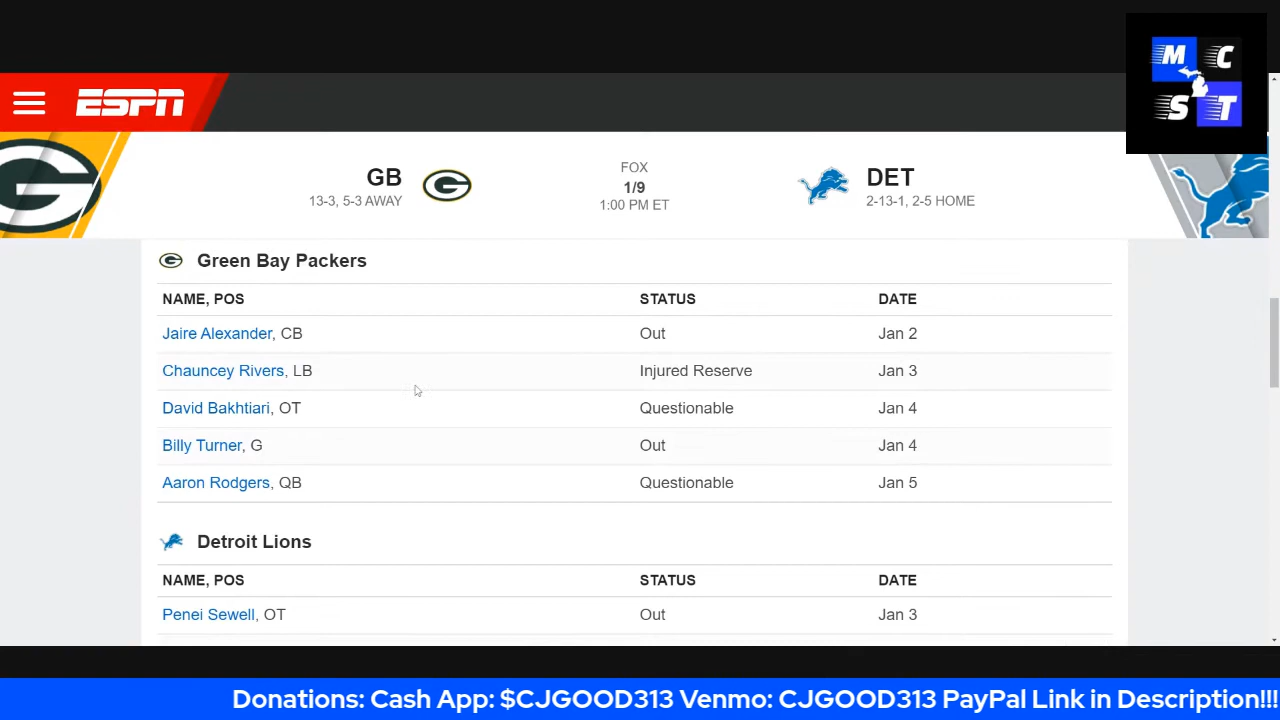 M C
S T
ESPN
GB
13-3, 5-3 AWAY
G
FOX
1/9
1:00 PM ET
DET
2-13-1, 2-5 HOME
G Green Bay Packers
NAME, POS STATUS DATE
Jaire Alexander, CB Out Jan 2
Chauncey Rivers, LB Injured Reserve Jan 3
David Bakhtiari, OT Questionable Jan 4
Billy Turner, G Out Jan 4
Aaron Rodgers, QB Questionable Jan 5
Detroit Lions
NAME, POS STATUS DATE
Penei Sewell, OT Out Jan 3
Donations: Cash App: $CJGOOD313 Venmo: CJGOOD313 PayPal Link in Description!!!